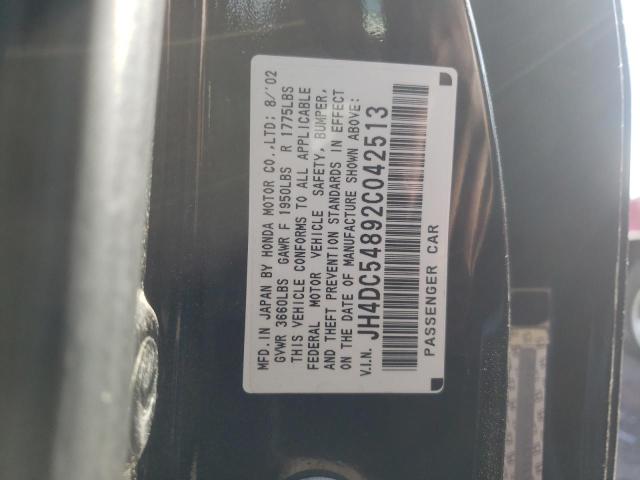 MFD.IN JAPAN BY HONDA MOTOR CO.,LTD: 8/'02
GVWR 3660LBS GAWR F 1950LBS R 1775LBS
THIS VEHICLE CONFORMS TO ALL APPLICABLE
FEDERAL MOTOR VEHICLE SAFETY, BUMPER,
AND THEFT PREVENTION STANDARDS IN EFFECT
ON THE DATE OF MANUFACTURE SHOWN ABOVE:
V.I.N. JH4DC54892C042513
PASSENGER CAR